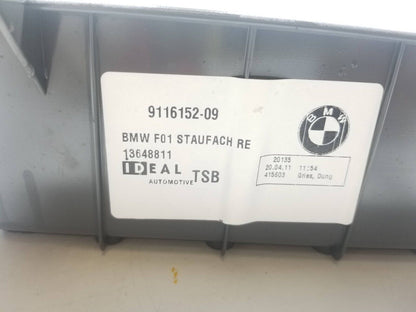 9116152-09
BMW F01 STAUFACH RE
13648811
IDEAL TSB
AUTOMOTIVE
BMW
20135
20.04.11 11:54
415603 Gries, Dung